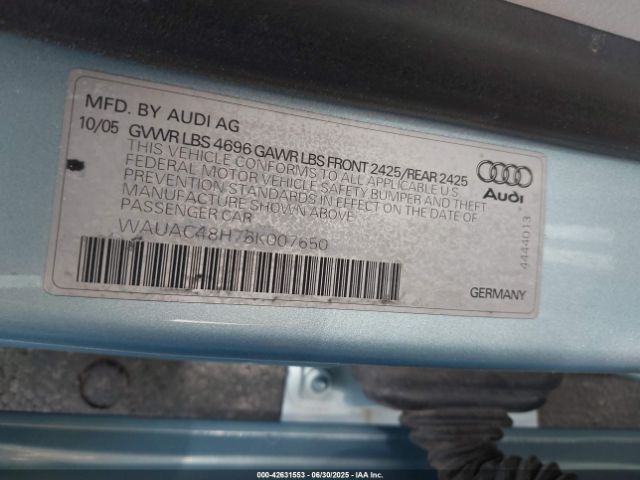 MFD. BY AUDI AG
10/05 GVWR LBS 4696 GAWR LBS FRONT 2425/REAR 2425
THIS VEHICLE CONFORMS TO ALL APPLICABLE U.S.
FEDERAL MOTOR VEHICLE SAFETY BUMPER AND THEFT
PREVENTION STANDARDS IN EFFECT ON THE DATE OF
MANUFACTURE SHOWN ABOVE.
PASSENGER CAR
WAUAC48H76K007650
Audi
4444013
GERMANY
000-42631553 - 06/30/2025 - IAA Inc.